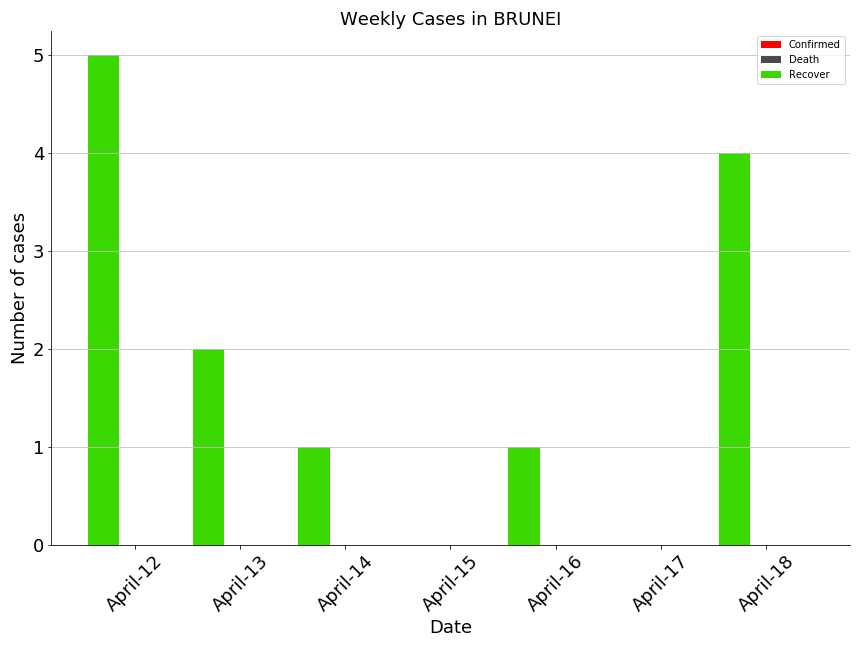 Weekly Cases in BRUNEI
Confirmed
Death
Recover
Number of cases
5
4
3
2
1
0
April-12
April-13
April-14
April-15
April-16
April-17
April-18
Date